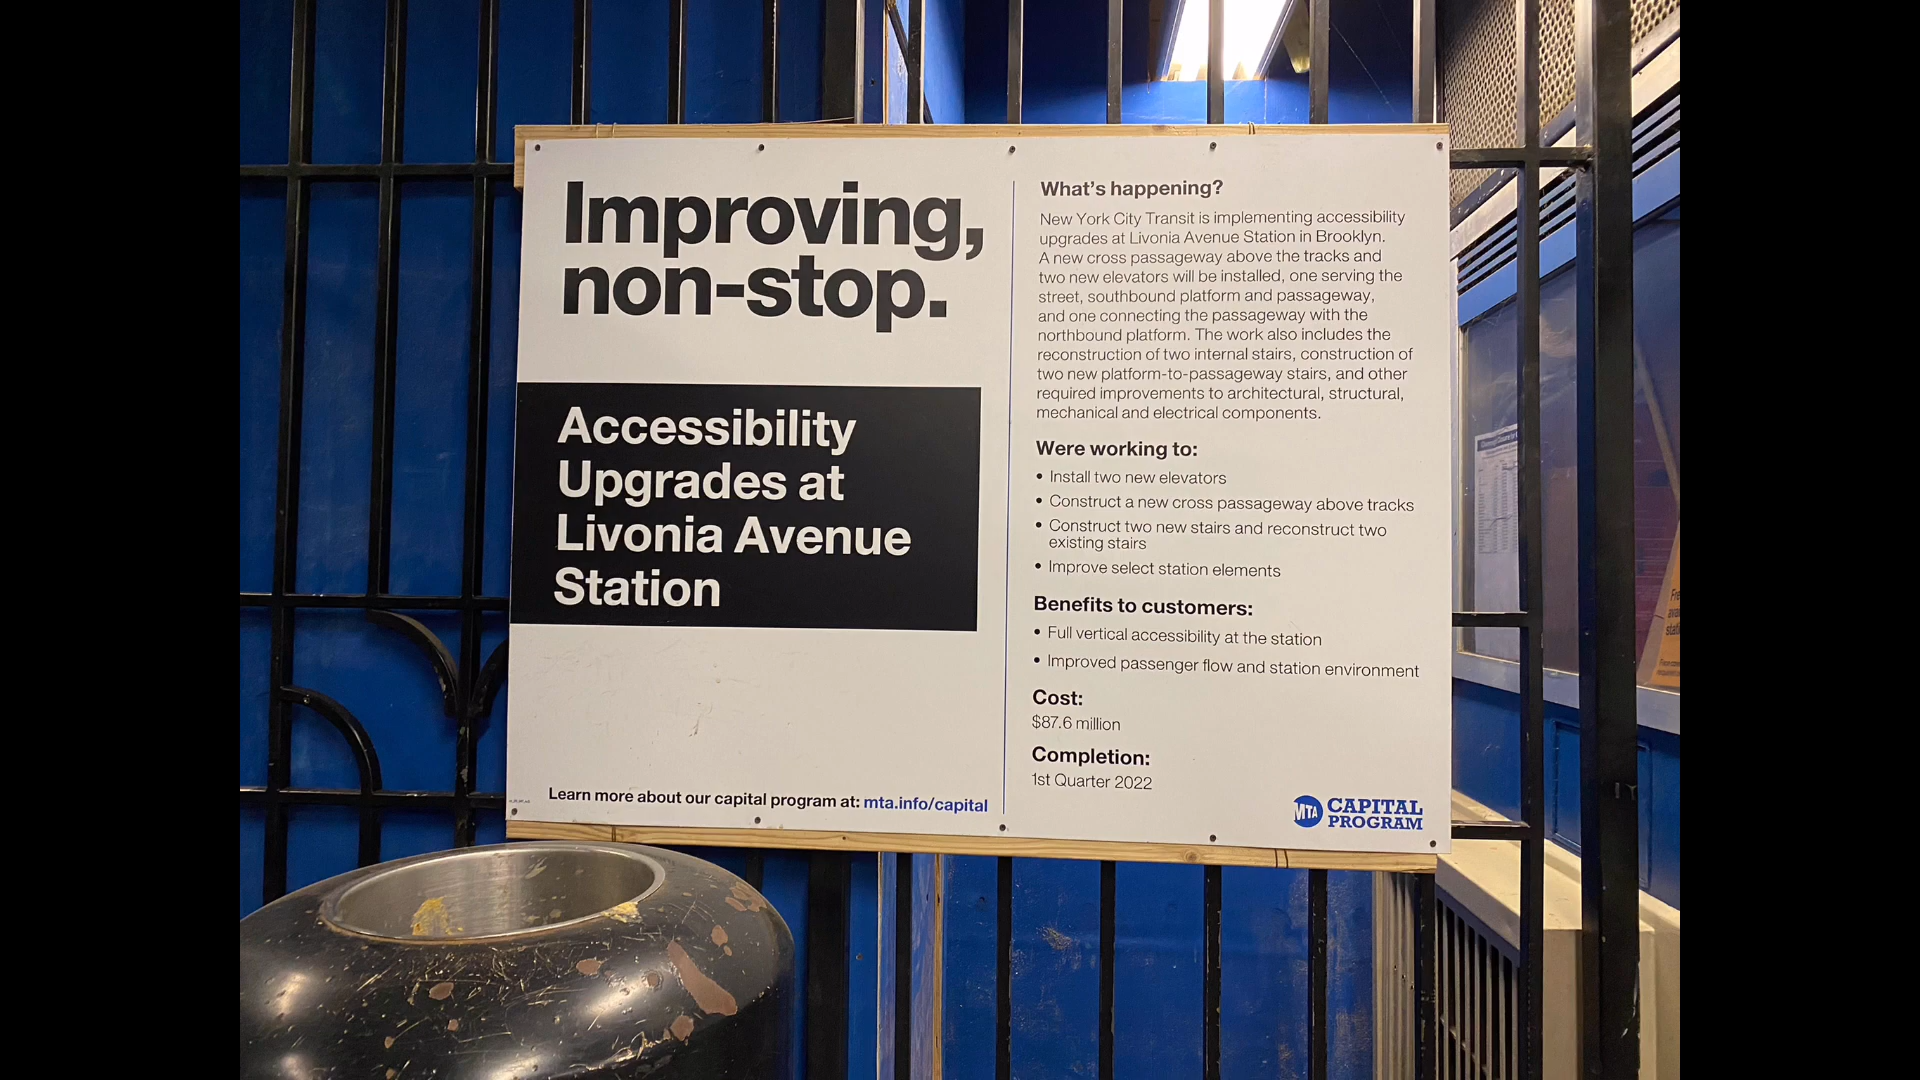 Improving,
non-stop.
Accessibility
Upgrades at
Livonia Avenue
Station
Learn more about our capital program at: mta.info/capital
What's happening?
New York City Transit is implementing accessibility
upgrades at Livonia Avenue Station in Brooklyn.
A new cross passageway above the tracks and
two new elevators will be installed, one serving the
street, southbound platform and passageway,
and one connecting the passageway with the
northbound platform. The work also includes the
reconstruction of two internal stairs, construction of
two new platform-to-passageway stairs, and other
required improvements to architectural, structural,
mechanical and electrical components.
Were working to:
• Install two new elevators
• Construct a new cross passageway above tracks
• Construct two new stairs and reconstruct two
existing stairs
• Improve select station elements
Benefits to customers:
• Full vertical accessibility at the station
• Improved passenger flow and station environment
Cost:
$87.6 million
Completion:
1st Quarter 2022
MTA CAPITAL
PROGRAM